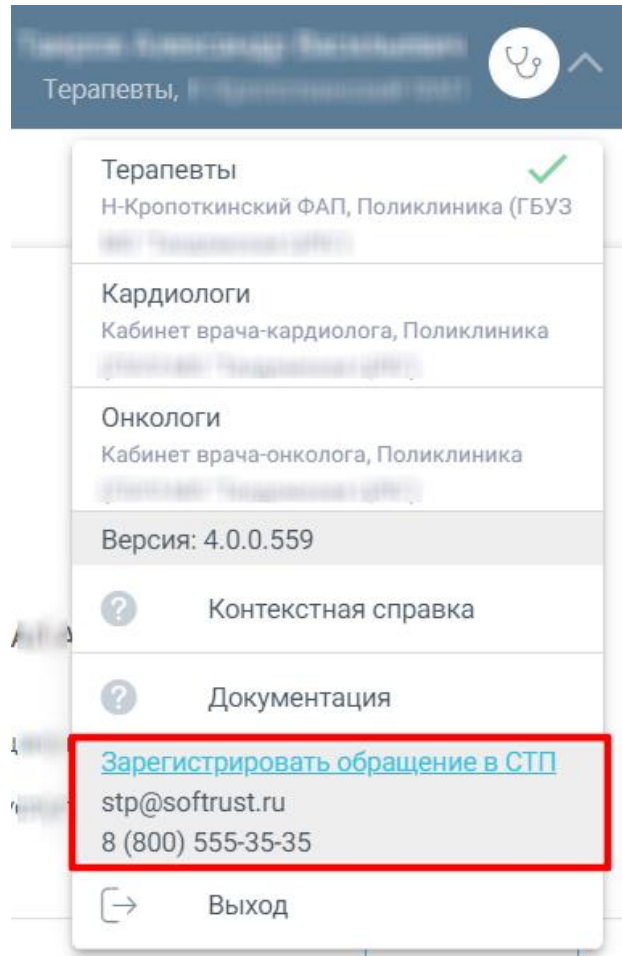 Терапевты,
Терапевты
Н-Кропоткинский ФАП, Поликлиника (ГБУЗ
Кардиологи
Кабинет врача-кардиолога, Поликлиника
Онкологи
Кабинет врача-онколога, Поликлиника
Версия: 4.0.0.559
Контекстная справка
Документация
Зарегистрировать обращение в СТП
stp@softrust.ru
8 (800) 555-35-35
Выход